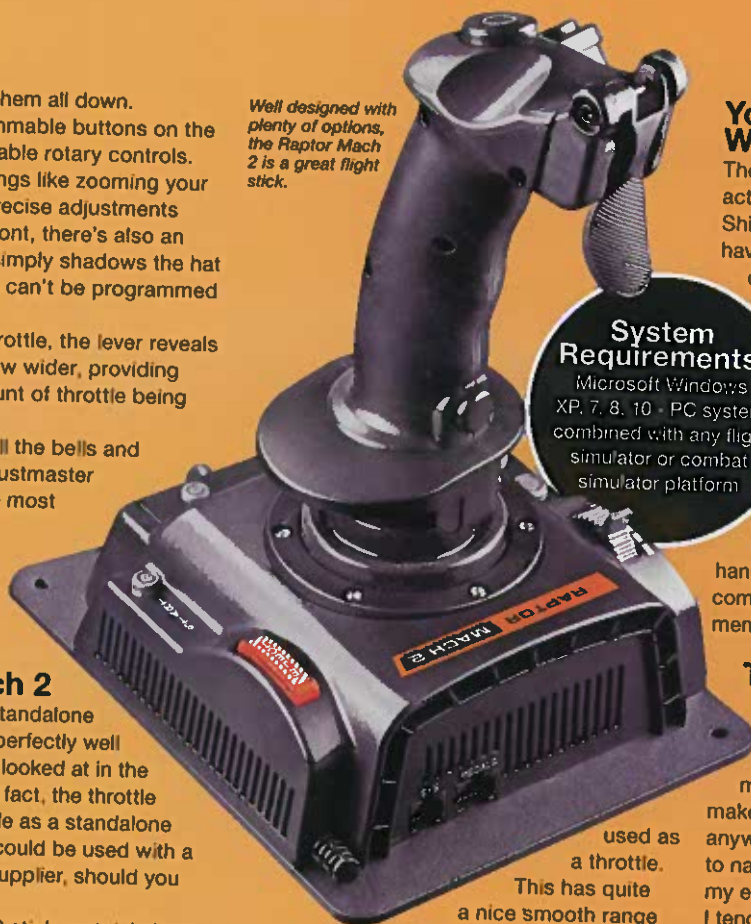 hem all down.
nmable buttons on the
able rotary controls.
ngs like zooming your
recise adjustments
ont, there's also an
simply shadows the hat
can't be programmed
rottle, the lever reveals
w wider, providing
unt of throttle being
ll the bells and
rustmaster
most
ch 2
tandalone
perfectly well
looked at in the
fact, the throttle
le as a standalone
could be used with a
upplier, should you
Well designed with
plenty of options,
the Raptor Mach
2 is a great flight
stick.
RAPTOR MACH 2
System
Requirements
Microsoft Windows
XP, 7, 8, 10 - PC system
combined with any flig
simulator or combat
simulator platform
used as
a throttle.
This has quite
a nice smooth range
Yo
W
The
act
Shi
hav
han
com
men
T
m
make
anyw
to na
my e
I tend